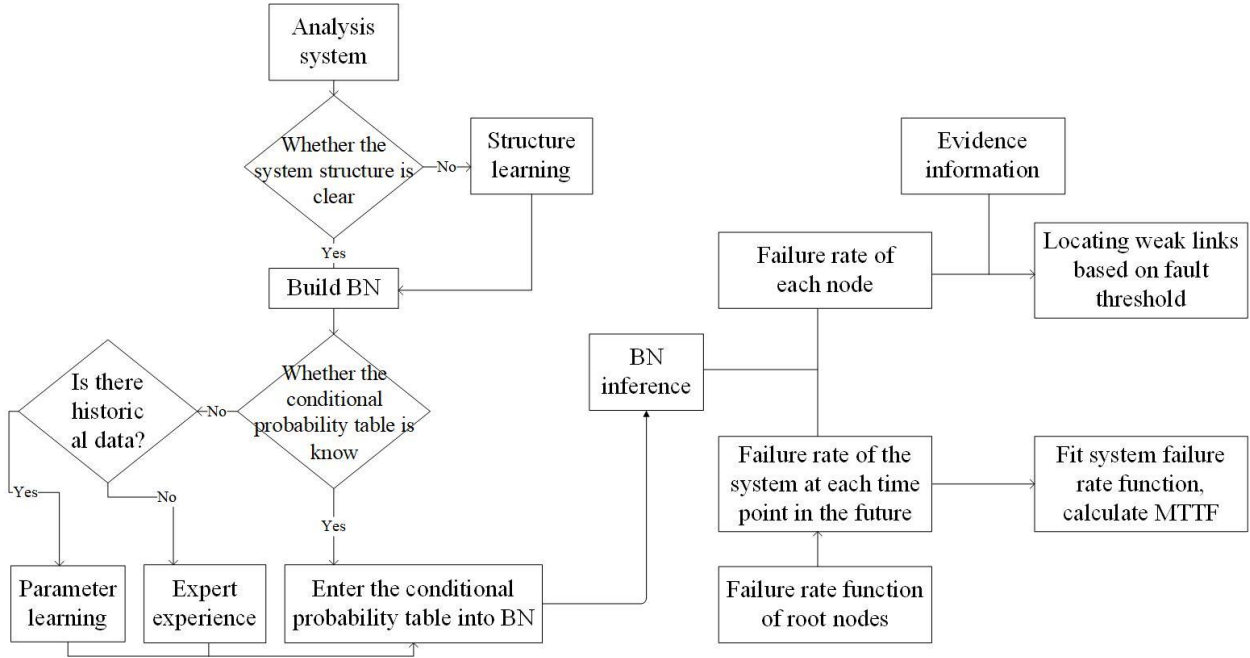 Analysis
system
Whether the
system structure is
clear
No
Structure
learning
Yes
Build BN
Whether the
conditional
probability table is
know
No
Is there
historic
al data?
Yes
No
Yes
Parameter
learning
Expert
experience
Enter the conditional
probability table into BN
BN
inference
Evidence
information
Failure rate of
each node
Locating weak links
based on fault
threshold
Failure rate of the
system at each time
point in the future
Fit system failure
rate function,
calculate MTTF
Failure rate function
of root nodes